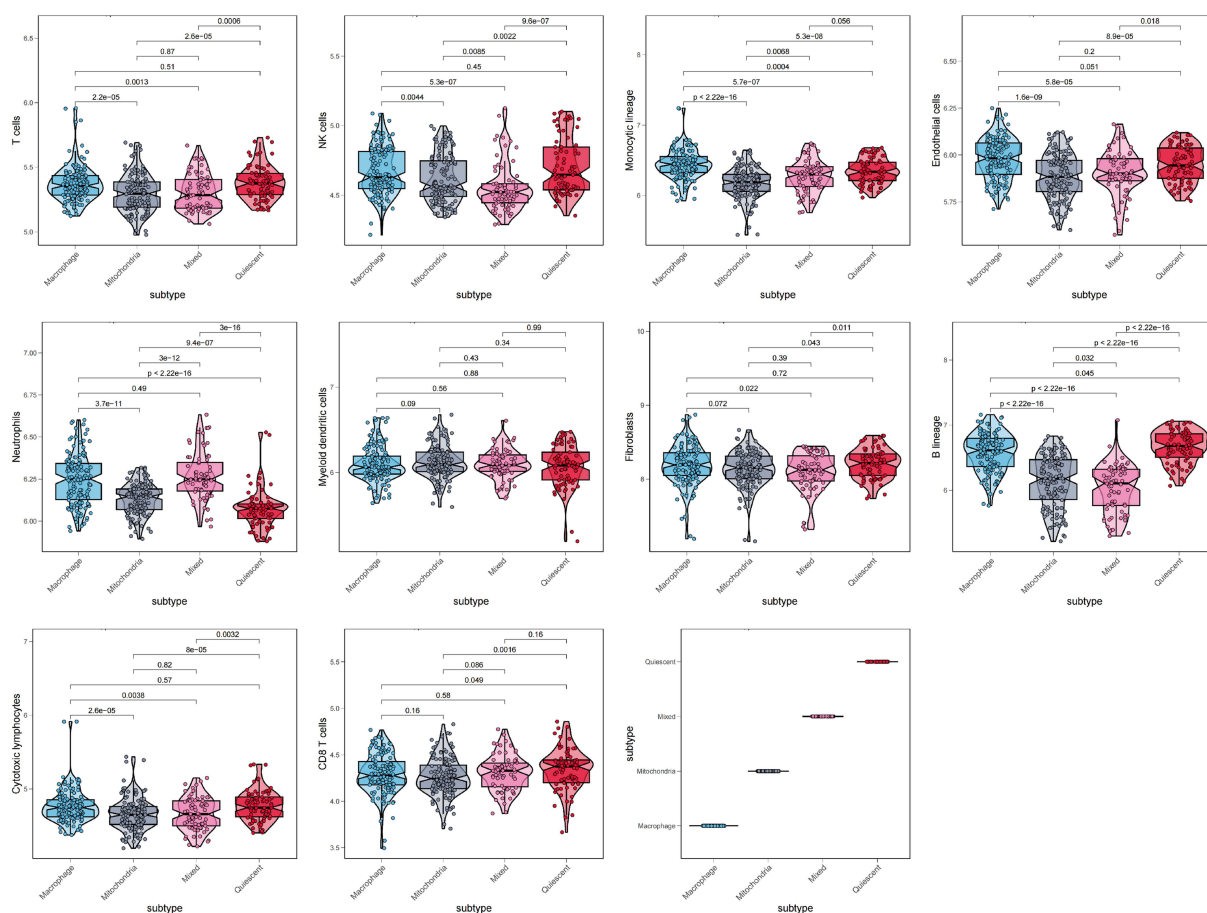 T cells
6.5
6.0
5.5
5.0
0.0006
2.6e−05
0.87
0.51
0.0013
2.2e−05
Macrophage
Mitochondria
Mixed
Quiescent
subtype
NK cells
5.5
5.0
4.5
9.6e−07
0.0022
0.0085
0.45
5.3e−07
0.0044
Macrophage
Mitochondria
Mixed
Quiescent
subtype
Monocytic lineage
8
7
6
0.056
5.3e−08
0.0068
0.0004
5.7e−07
p < 2.22e−16
Macrophage
Mitochondria
Mixed
Quiescent
subtype
Endothelial cells
6.25
6.00
5.75
0.018
8.9e−05
0.2
0.051
5.8e−05
1.6e−09
Macrophage
Mitochondria
Mixed
Quiescent
subtype
Neutrophils
7.00
6.75
6.50
6.25
6.00
3e−16
9.4e−07
3e−12
p < 2.22e−16
0.49
3.7e−11
Macrophage
Mitochondria
Mixed
Quiescent
subtype
Myeloid dendritic cells
7
6
0.99
0.34
0.43
0.88
0.56
0.09
Macrophage
Mitochondria
Mixed
Quiescent
subtype
Fibroblasts
10
9
8
0.011
0.043
0.39
0.72
0.022
0.072
Macrophage
Mitochondria
Mixed
Quiescent
subtype
B lineage
8
7
6
p < 2.22e−16
p < 2.22e−16
0.032
0.045
p < 2.22e−16
p < 2.22e−16
Macrophage
Mitochondria
Mixed
Quiescent
subtype
Cytotoxic lymphocytes
7
6
5
0.0032
8e−05
0.82
0.57
0.0038
2.6e−05
Macrophage
Mitochondria
Mixed
Quiescent
subtype
CD8 T cells
5.5
5.0
4.5
4.0
3.5
0.16
0.0016
0.086
0.049
0.58
0.16
Macrophage
Mitochondria
Mixed
Quiescent
subtype
subtype
Quiescent
Mixed
Mitochondria
Macrophage
Macrophage
Mitochondria
Mixed
Quiescent
subtype